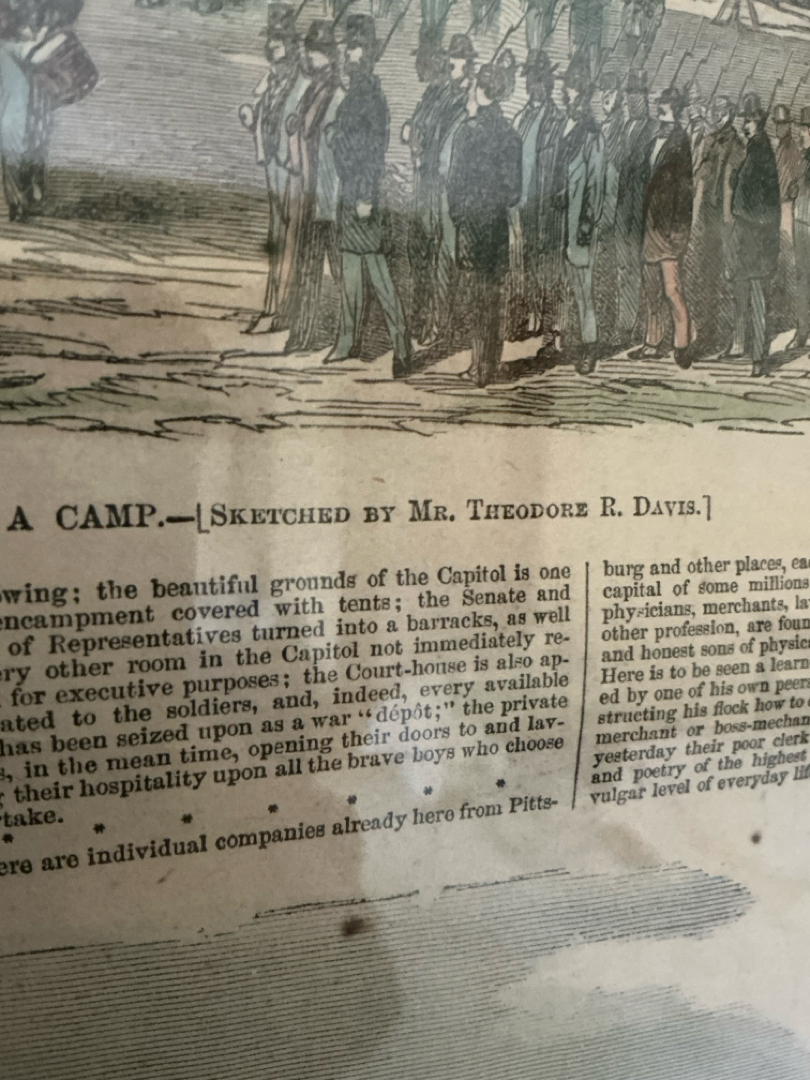 A CAMP.—[Sketched by Mr. Theodore R. Davis.]
wing; the beautiful grounds of the Capitol is one
encampment covered with tents; the Senate and
of Representatives turned into a barracks, as well
ry other room in the Capitol not immediately re-
for executive purposes; the Court-house is also ap-
ated to the soldiers, and, indeed, every available
has been seized upon as a war "dépôt;" the private
s, in the mean time, opening their doors to and lav-
their hospitality upon all the brave boys who choose
take.
* * * * * * *
ere are individual companies already here from Pitts-
burg and other places, eac
capital of some millions
physicians, merchants, la
other profession, are foun
and honest sons of physic
Here is to be seen a learn
ed by one of his own peers
structing his flock how to
merchant or boss-mechan
yesterday their poor clerk
and poetry of the highest
vulgar level of everyday life